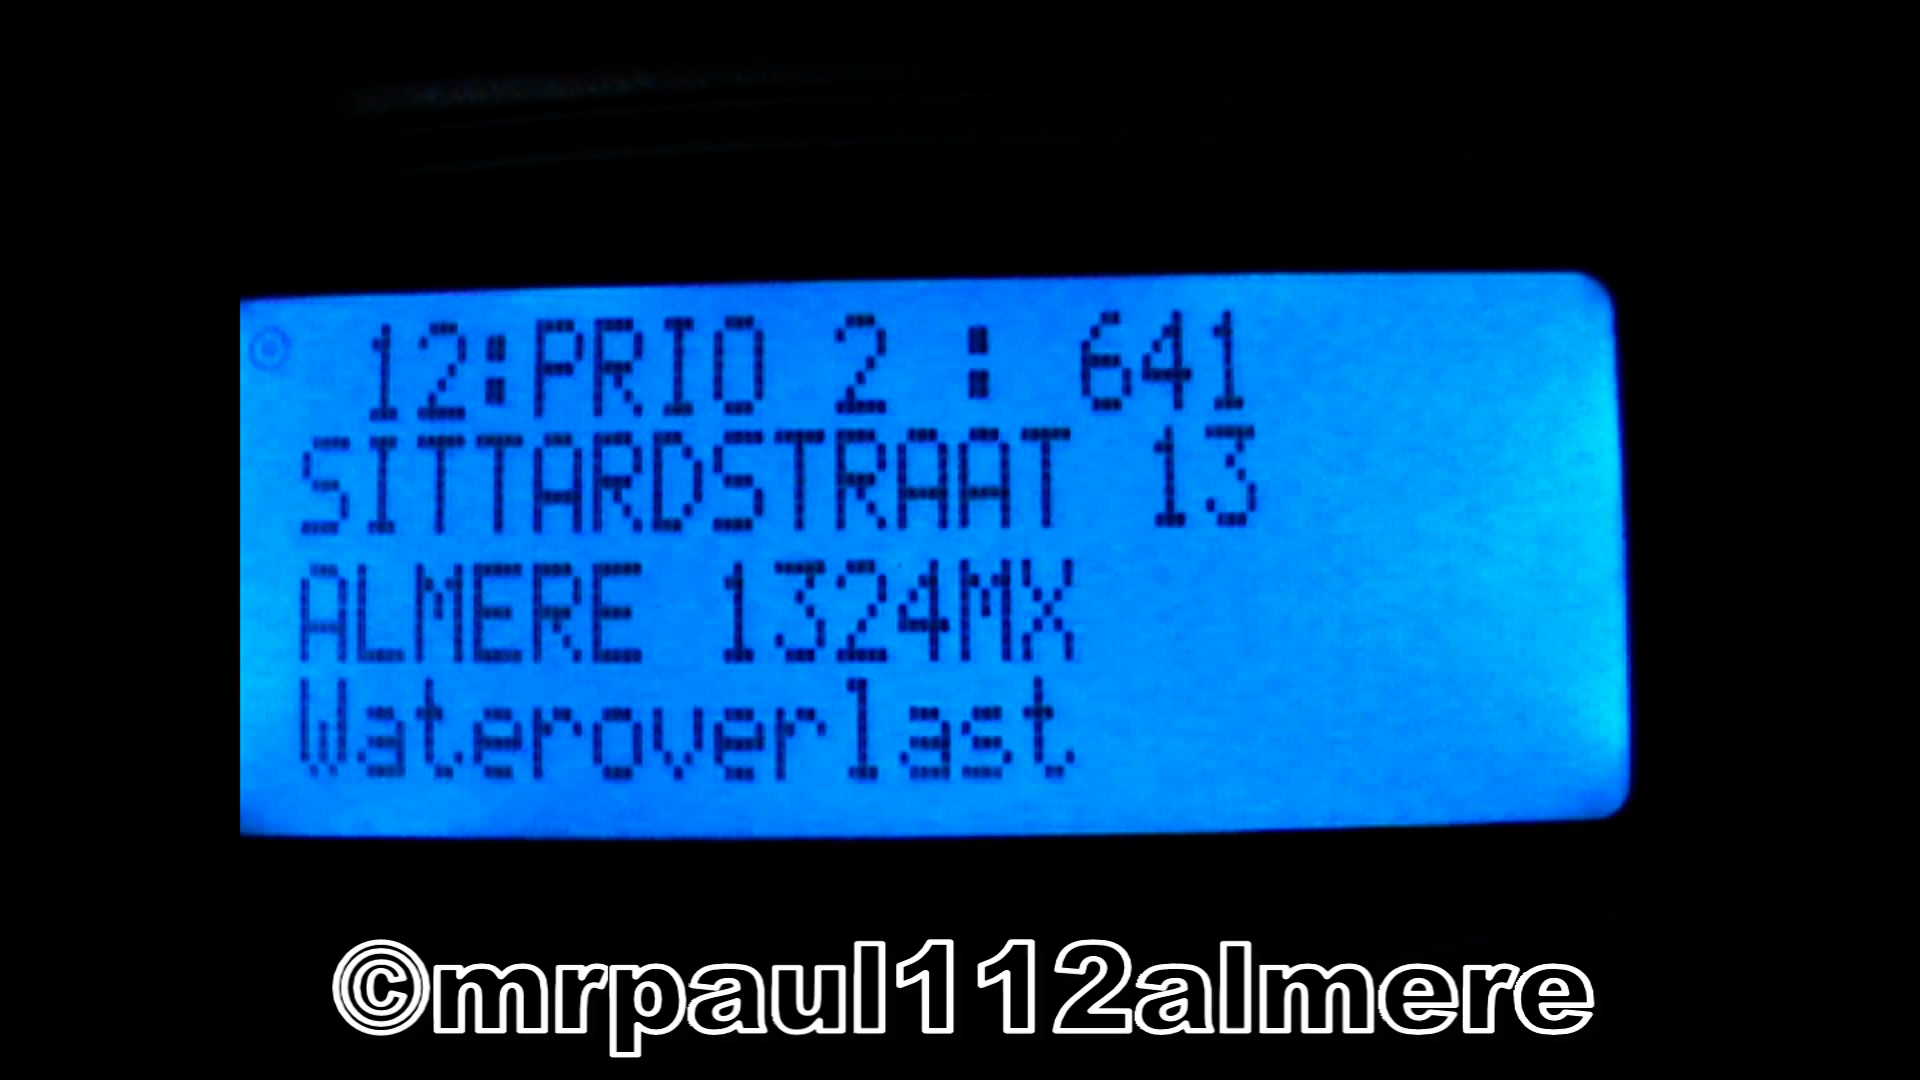 12:PRIO 2 : 641
SITTARDSTRAAT 13
ALMERE 1324MX
Wateroverlast
©mrpaul112almere